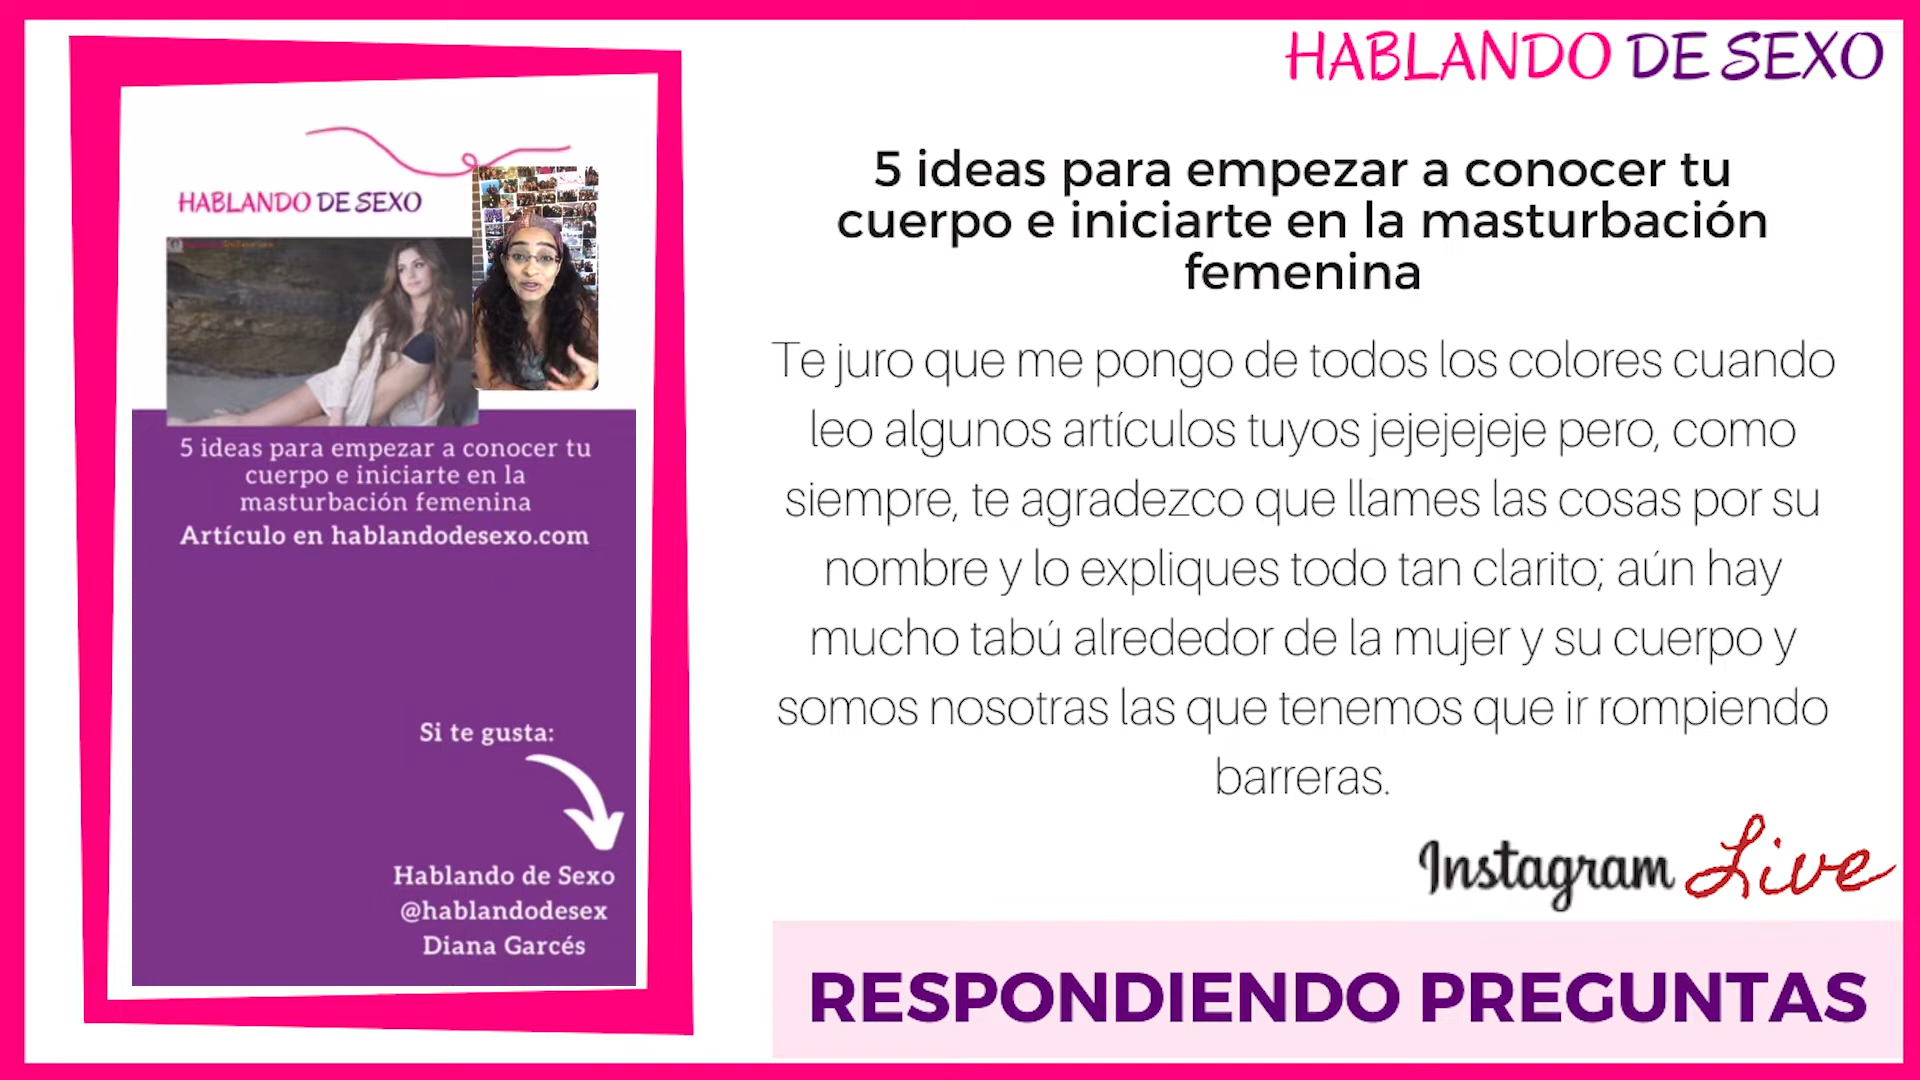 HABLANDO DE SEXO
HABLANDO DE SEXO
5 ideas para empezar a conocer tu
cuerpo e iniciarte en la
masturbación femenina
Artículo en hablandodesexo.com
Si te gusta:
Hablando de Sexo
@hablandodesex
Diana Garcés
5 ideas para empezar a conocer tu
cuerpo e iniciarte en la masturbación
femenina
Te juro que me pongo de todos los colores cuando
leo algunos artículos tuyos jejejejeje pero, como
siempre, te agradezco que llames las cosas por su
nombre y lo expliques todo tan clarito; aún hay
mucho tabú alrededor de la mujer y su cuerpo y
somos nosotras las que tenemos que ir rompiendo
barreras.
Instagram Live
RESPONDIENDO PREGUNTAS